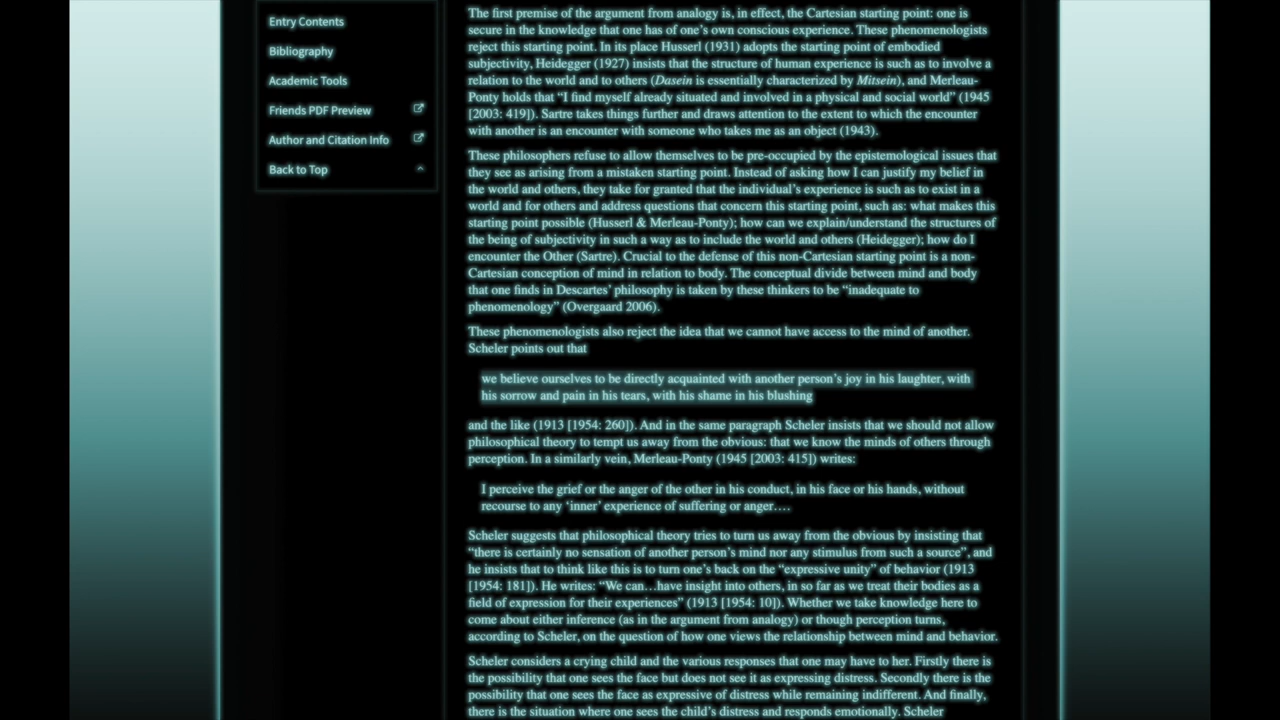 Entry Contents
Bibliography
Academic Tools
Friends PDF Preview
Author and Citation Info
Back to Top
The first premise of the argument from analogy is, in effect, the Cartesian starting point: one is
secure in the knowledge that one has of one's own conscious experience. These phenomenologists
reject this starting point. In its place Husserl (1931) adopts the starting point of embodied
subjectivity, Heidegger (1927) insists that the structure of human experience is such as to involve a
relation to the world and to others (Dasein is essentially characterized by Mitsein), and Merleau-
Ponty holds that “I find myself already situated and involved in a physical and social world” (1945
[2003: 419]). Sartre takes things further and draws attention to the extent to which the encounter
with another is an encounter with someone who takes me as an object (1943).
These philosophers refuse to allow themselves to be pre-occupied by the epistemological issues that
they see as arising from a mistaken starting point. Instead of asking how I can justify my belief in
the world and others, they take for granted that the individual's experience is such as to exist in a
world and for others and address questions that concern this starting point, such as: what makes this
starting point possible (Husserl & Merleau-Ponty); how can we explain/understand the structures of
the being of subjectivity in such a way as to include the world and others (Heidegger); how do I
encounter the Other (Sartre). Crucial to the defense of this non-Cartesian starting point is a non-
Cartesian conception of mind in relation to body. The conceptual divide between mind and body
that one finds in Descartes' philosophy is taken by these thinkers to be “inadequate to
phenomenology” (Overgaard 2006).
These phenomenologists also reject the idea that we cannot have access to the mind of another.
Scheler points out that
we believe ourselves to be directly acquainted with another person's joy in his laughter, with
his sorrow and pain in his tears, with his shame in his blushing
and the like (1913 [1954: 260]). And in the same paragraph Scheler insists that we should not allow
philosophical theory to tempt us away from the obvious: that we know the minds of others through
perception. In a similarly vein, Merleau-Ponty (1945 [2003: 415]) writes:
I perceive the grief or the anger of the other in his conduct, in his face or his hands, without
recourse to any ‘inner’ experience of suffering or anger….
Scheler suggests that philosophical theory tries to turn us away from the obvious by insisting that
“there is certainly no sensation of another person's mind nor any stimulus from such a source”, and
he insists that to think like this is to turn one's back on the “expressive unity” of behavior (1913
[1954: 181]). He writes: “We can…have insight into others, in so far as we treat their bodies as a
field of expression for their experiences” (1913 [1954: 10]). Whether we take knowledge here to
come about either inference (as in the argument from analogy) or though perception turns,
according to Scheler, on the question of how one views the relationship between mind and behavior.
Scheler considers a crying child and the various responses that one may have to her. Firstly there is
the possibility that one sees the face but does not see it as expressing distress. Secondly there is the
possibility that one sees the face as expressive of distress while remaining indifferent. And finally,
there is the situation where one sees the child's distress and responds emotionally. Scheler